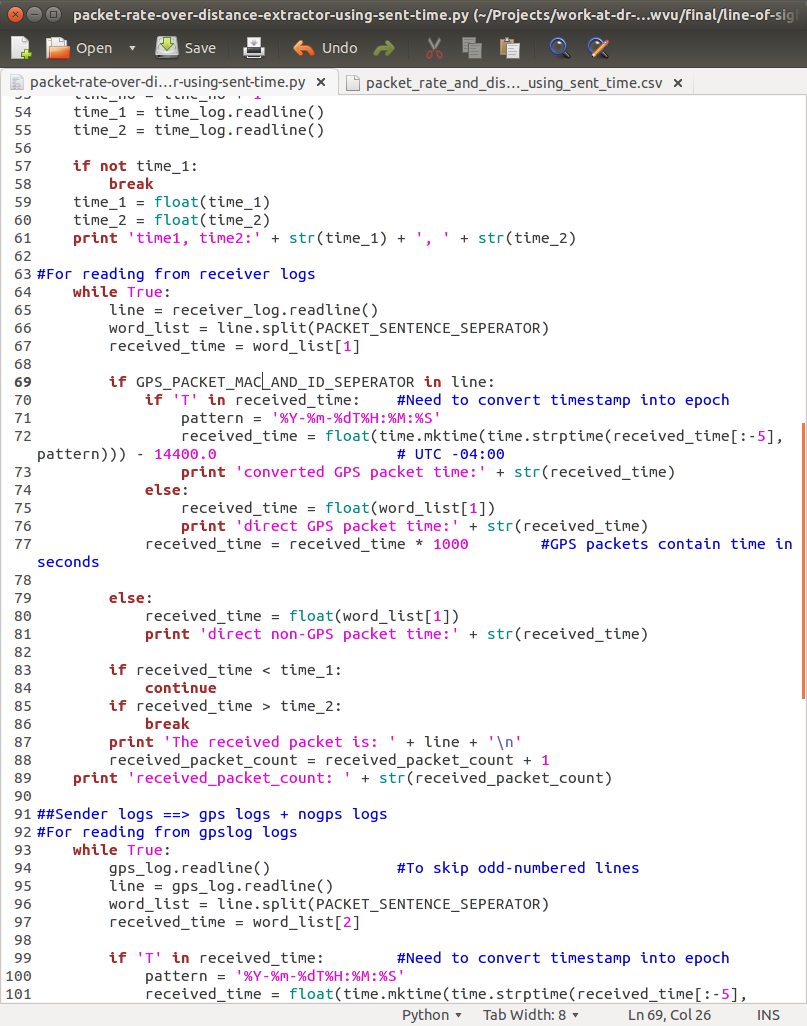 packet-rate-over-distance-extractor-using-sent-time.py (~/Projects/work-at-dr-...wvu/final/line-of-sigh
Open Save Undo
packet-rate-over-di...r-using-sent-time.py × packet_rate_and_dis..._using_sent_time.csv ×
53 line_no = line_no + 1
54 time_1 = time_log.readline()
55 time_2 = time_log.readline()
56
57 if not time_1:
58 break
59 time_1 = float(time_1)
60 time_2 = float(time_2)
61 print 'time1, time2:' + str(time_1) + ', ' + str(time_2)
62
63 #For reading from receiver logs
64 while True:
65 line = receiver_log.readline()
66 word_list = line.split(PACKET_SENTENCE_SEPERATOR)
67 received_time = word_list[1]
68
69 if GPS_PACKET_MAC_AND_ID_SEPERATOR in line:
70 if 'T' in received_time: #Need to convert timestamp into epoch
71 pattern = '%Y-%m-%dT%H:%M:%S'
72 received_time = float(time.mktime(time.strptime(received_time[:-5],
pattern))) - 14400.0 # UTC -04:00
73 print 'converted GPS packet time:' + str(received_time)
74 else:
75 received_time = float(word_list[1])
76 print 'direct GPS packet time:' + str(received_time)
77 received_time = received_time * 1000 #GPS packets contain time in
seconds
78
79 else:
80 received_time = float(word_list[1])
81 print 'direct non-GPS packet time:' + str(received_time)
82
83 if received_time < time_1:
84 continue
85 if received_time > time_2:
86 break
87 print 'The received packet is: ' + line + '\n'
88 received_packet_count = received_packet_count + 1
89 print 'received_packet_count: ' + str(received_packet_count)
90
91 ##Sender logs ==> gps logs + nogps logs
92 #For reading from gpslog logs
93 while True:
94 gps_log.readline() #To skip odd-numbered lines
95 line = gps_log.readline()
96 word_list = line.split(PACKET_SENTENCE_SEPERATOR)
97 received_time = word_list[2]
98
99 if 'T' in received_time: #Need to convert timestamp into epoch
100 pattern = '%Y-%m-%dT%H:%M:%S'
101 received_time = float(time.mktime(time.strptime(received_time[:-5],
Python Tab Width: 8 Ln 69, Col 26 INS